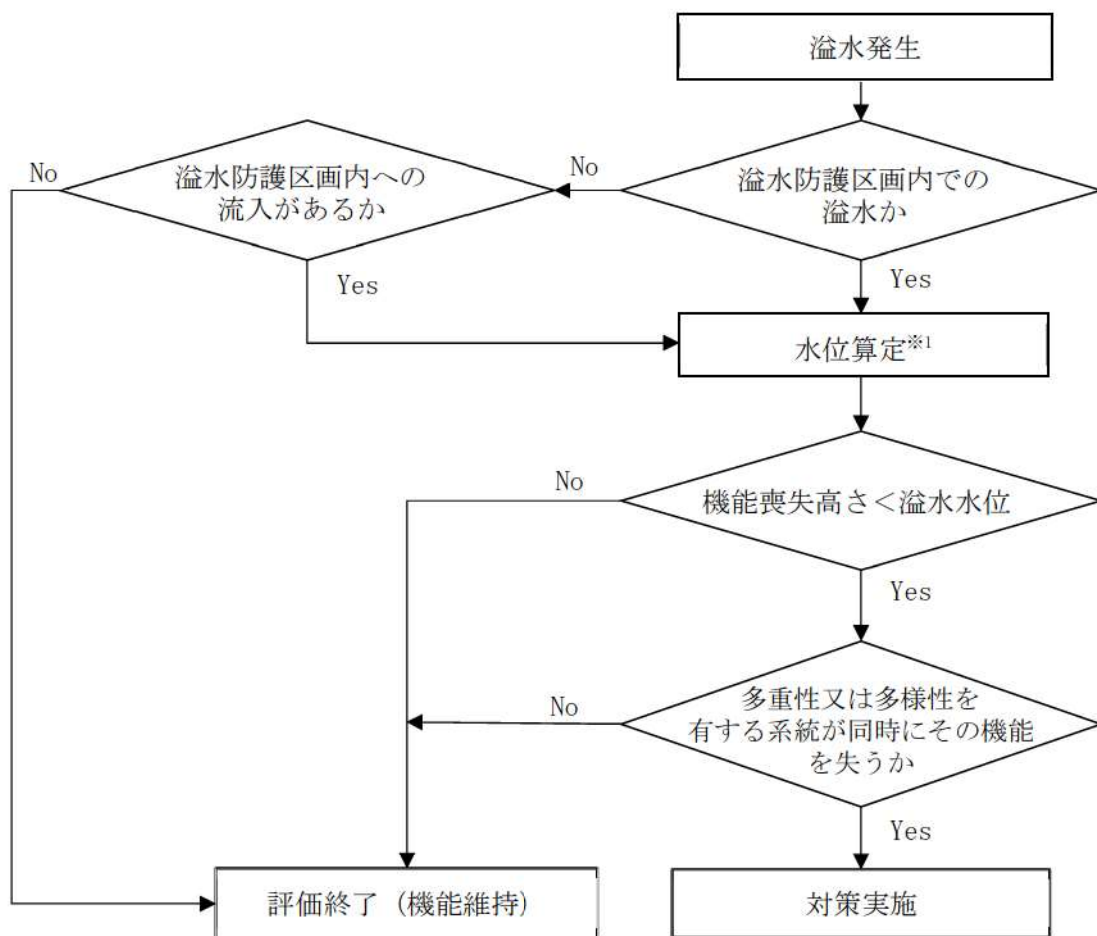 溢水発生
No
溢水防護区画内への
流入があるか
No
溢水防護区画内での
溢水か
Yes
Yes
水位算定※1
No
機能喪失高さ＜溢水水位
Yes
No
多重性又は多様性を
有する系統が同時にその機能
を失うか
Yes
評価終了（機能維持）
対策実施